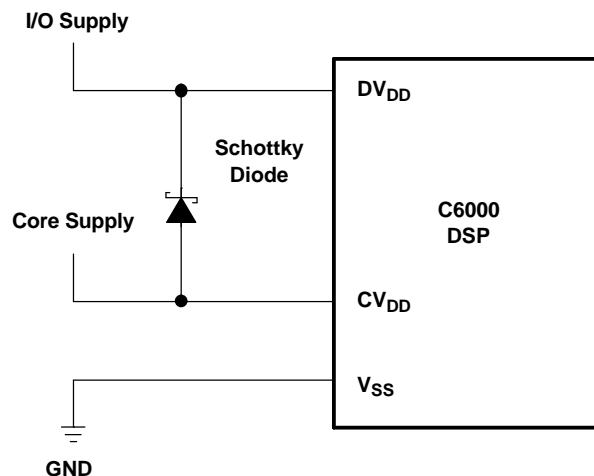 I/O Supply
DVDD
Schottky
Diode
C6000
DSP
Core Supply
CVDD
VSS
GND